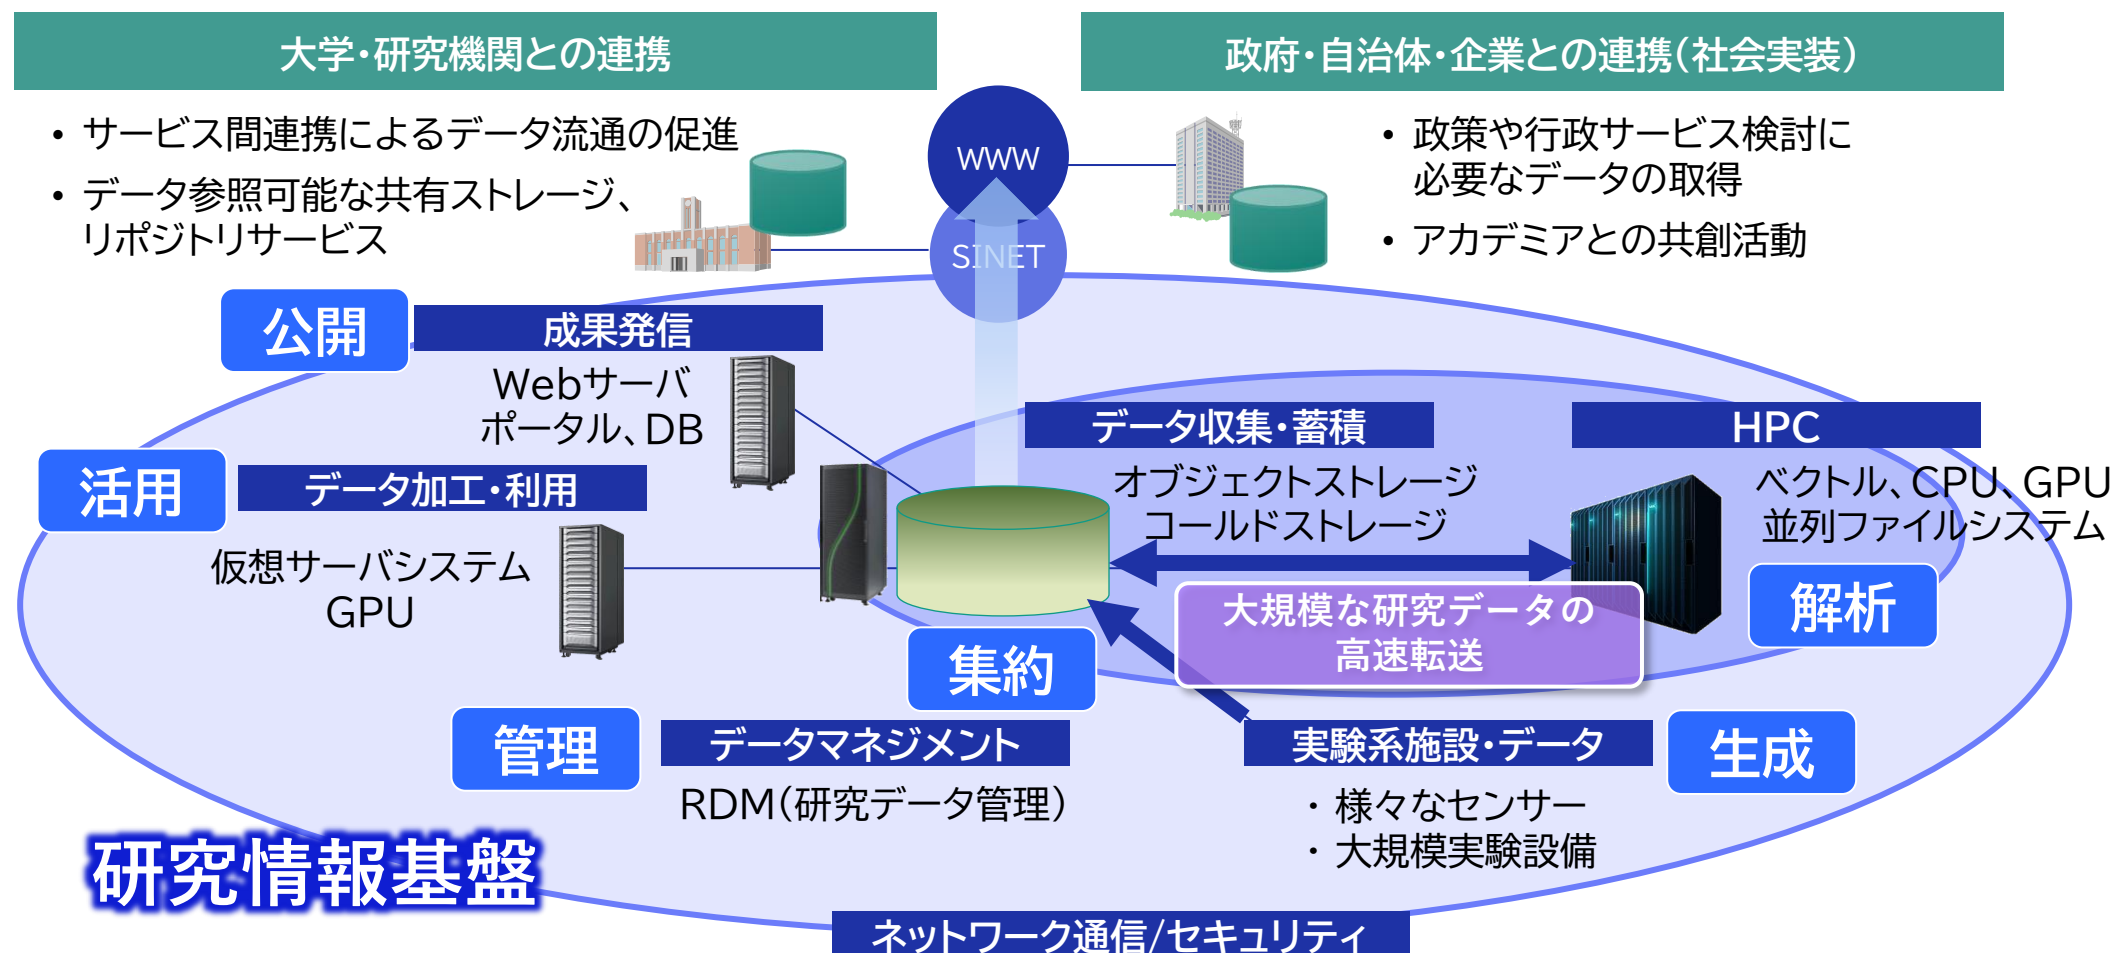 大学・研究機関との連携
・ サービス間連携によるデータ流通の促進
・ データ参照可能な共有ストレージ、
リポジトリサービス
政府・自治体・企業との連携（社会実装）
・ 政策や行政サービス検討に
必要なデータの取得
・ アカデミアとの共創活動
WWW
SINET
公開
成果発信
Webサーバ
ポータル、DB
活用
データ加工・利用
仮想サーバシステム
GPU
データ収集・蓄積
オブジェクトストレージ
コールドストレージ
HPC
ベクトル、CPU、GPU
並列ファイルシステム
解析
大規模な研究データの
高速転送
集約
管理
データマネジメント
RDM（研究データ管理）
実験系施設・データ
生成
・ 様々なセンサー
・ 大規模実験設備
研究情報基盤
ネットワーク通信/セキュリティ